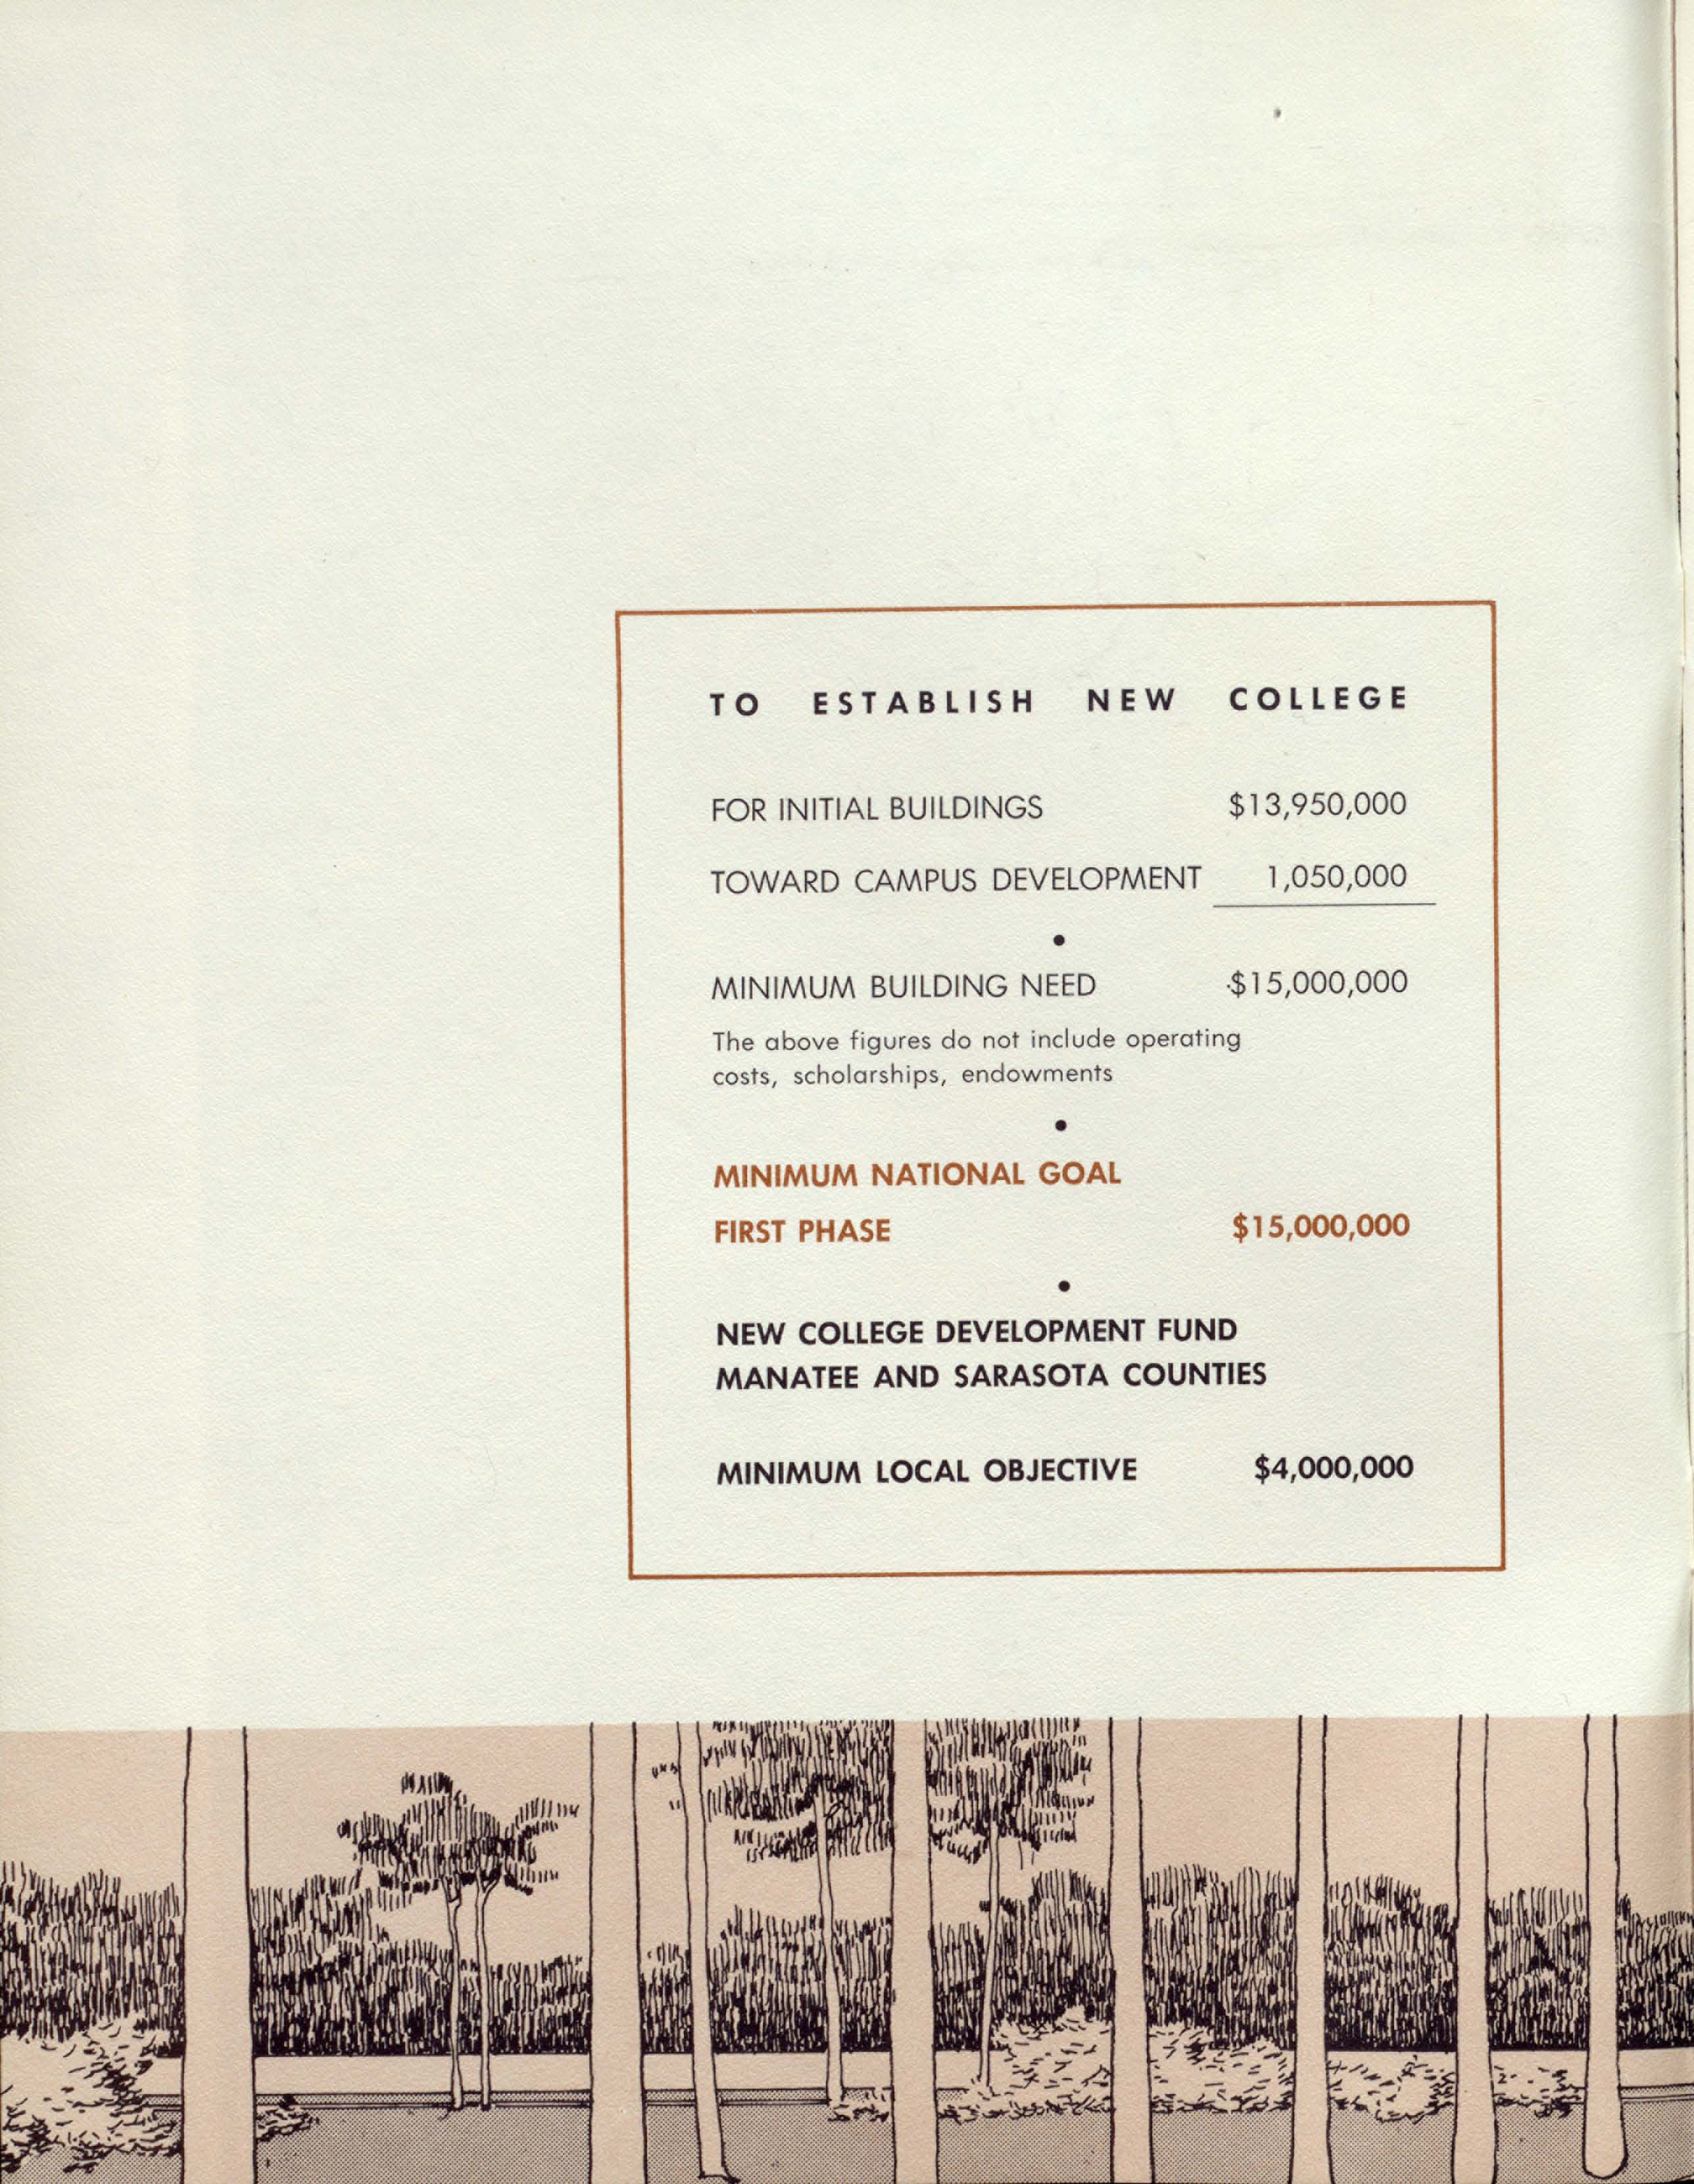 TO ESTABLISH NEW COLLEGE
FOR INITIAL BUILDINGS $13,950,000
TOWARD CAMPUS DEVELOPMENT 1,050,000
•
MINIMUM BUILDING NEED $15,000,000
The above figures do not include operating
costs, scholarships, endowments
•
MINIMUM NATIONAL GOAL
FIRST PHASE $15,000,000
•
NEW COLLEGE DEVELOPMENT FUND
MANATEE AND SARASOTA COUNTIES
MINIMUM LOCAL OBJECTIVE $4,000,000